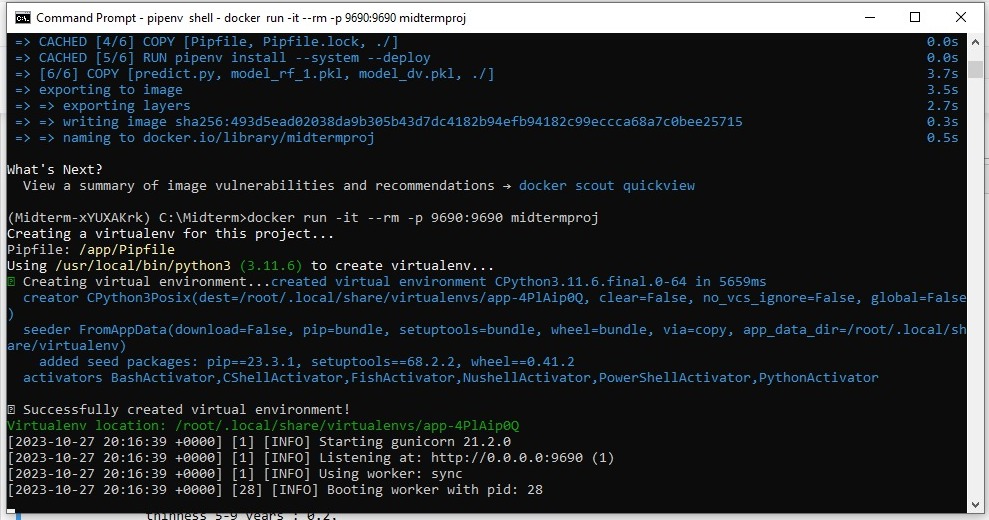 Command Prompt - pipenv shell - docker run -it --rm -p 9690:9690 midtermproj
=> CACHED [4/6] COPY [Pipfile, Pipfile.lock, ./] 0.0s
=> CACHED [5/6] RUN pipenv install --system --deploy 0.0s
=> [6/6] COPY [predict.py, model_rf_1.pkl, model_dv.pkl, ./] 3.7s
=> exporting to image 3.5s
=> => exporting layers 2.7s
=> => writing image sha256:493d5ead02038da9b305b43d7dc4182b94efb94182c99eccca68a7c0bee25715 0.3s
=> => naming to docker.io/library/midtermproj 0.5s
What's Next?
View a summary of image vulnerabilities and recommendations → docker scout quickview
(Midterm-xYUXAKrk) C:\Midterm>docker run -it --rm -p 9690:9690 midtermproj
Creating a virtualenv for this project...
Pipfile: /app/Pipfile
Using /usr/local/bin/python3 (3.11.6) to create virtualenv...
Creating virtual environment...created virtual environment CPython3.11.6.final.0-64 in 5659ms
creator CPython3Posix(dest=/root/.local/share/virtualenvs/app-4PlAip0Q, clear=False, no_vcs_ignore=False, global=False
)
seeder FromAppData(download=False, pip=bundle, setuptools=bundle, wheel=bundle, via=copy, app_data_dir=/root/.local/sh
are/virtualenv)
added seed packages: pip==23.3.1, setuptools==68.2.2, wheel==0.41.2
activators BashActivator,CShellActivator,FishActivator,NushellActivator,PowerShellActivator,PythonActivator
Successfully created virtual environment!
Virtualenv location: /root/.local/share/virtualenvs/app-4PlAip0Q
[2023-10-27 20:16:39 +0000] [1] [INFO] Starting gunicorn 21.2.0
[2023-10-27 20:16:39 +0000] [1] [INFO] Listening at: http://0.0.0.0:9690 (1)
[2023-10-27 20:16:39 +0000] [1] [INFO] Using worker: sync
[2023-10-27 20:16:39 +0000] [28] [INFO] Booting worker with pid: 28
thinness 5-9 years : 0.2,